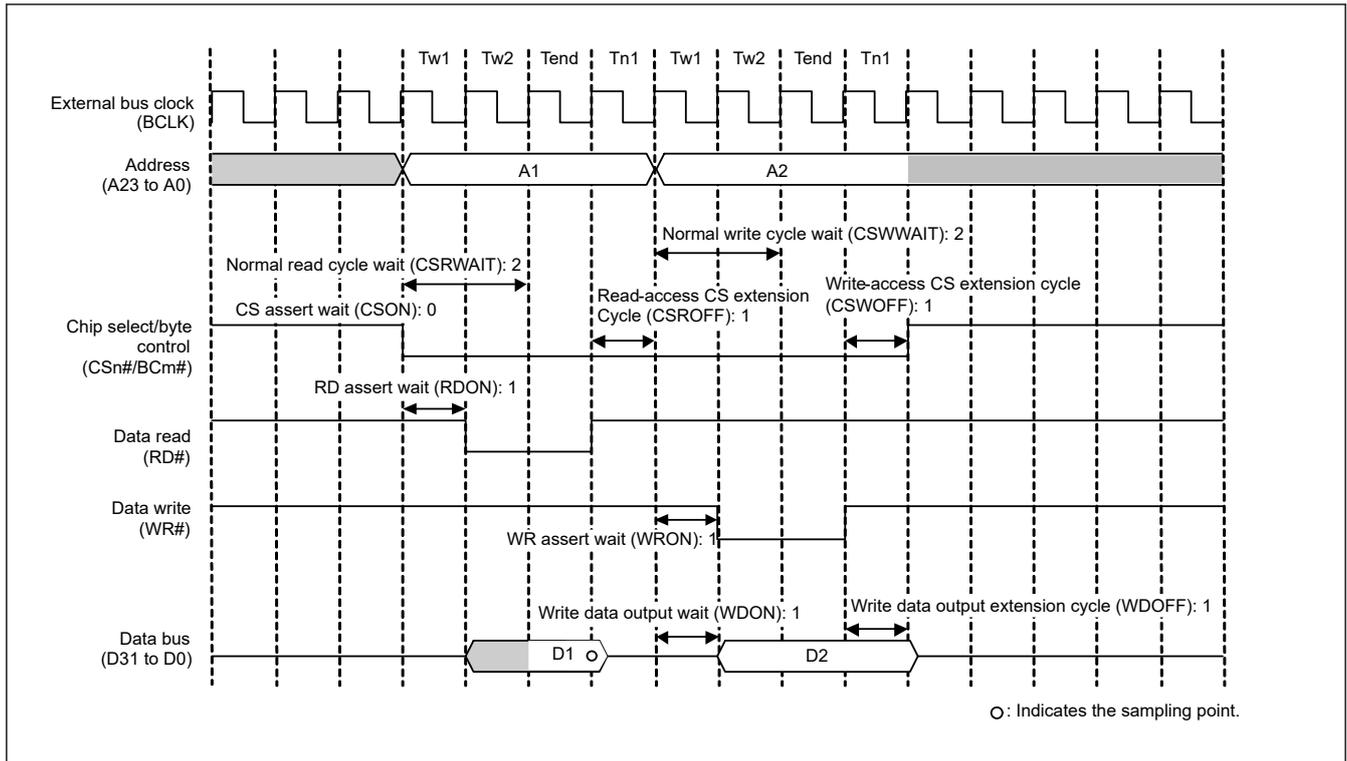 Tw1 Tw2 Tend Tn1 Tw1 Tw2 Tend Tn1
External bus clock
(BCLK)
Address
(A23 to A0)
A1 A2
Normal write cycle wait (CSWWAIT): 2
Normal read cycle wait (CSRWAIT): 2
Read-access CS extension
Cycle (CSROFF): 1
Write-access CS extension cycle
(CSWOFF): 1
CS assert wait (CSON): 0
Chip select/byte
control
(CSn#/BCm#)
RD assert wait (RDON): 1
Data read
(RD#)
Data write
(WR#)
WR assert wait (WRON): 1
Write data output wait (WDON): 1
Write data output extension cycle (WDOFF): 1
Data bus
(D31 to D0)
D1 D2
: Indicates the sampling point.